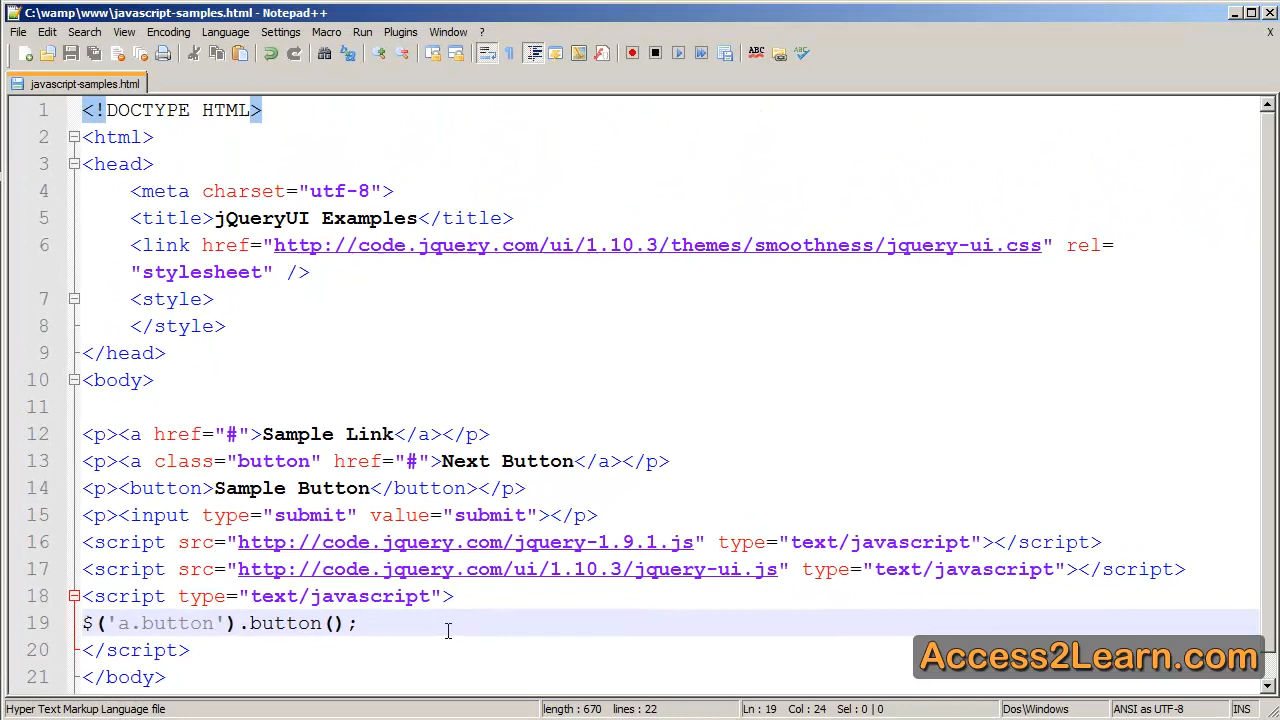 C:\wamp\www\javascript-samples.html - Notepad++
File Edit Search View Encoding Language Settings Macro Run Plugins Window ? X
ABC ABC
javascript-samples.html
1 <!DOCTYPE HTML>
2 <html>
3 <head>
4 <meta charset="utf-8">
5 <title>jQueryUI Examples</title>
6 <link href="http://code.jquery.com/ui/1.10.3/themes/smoothness/jquery-ui.css" rel=
"stylesheet" />
7 <style>
8 </style>
9 </head>
10 <body>
11
12 <p><a href="#">Sample Link</a></p>
13 <p><a class="button" href="#">Next Button</a></p>
14 <p><button>Sample Button</button></p>
15 <p><input type="submit" value="submit"></p>
16 <script src="http://code.jquery.com/jquery-1.9.1.js" type="text/javascript"></script>
17 <script src="http://code.jquery.com/ui/1.10.3/jquery-ui.js" type="text/javascript"></script>
18 <script type="text/javascript">
19 $('a.button').button();
20 </script>
21 </body>
Access2Learn.com
Hyper Text Markup Language file length : 670 lines : 22 Ln : 19 Col : 24 Sel : 0 | 0 Dos\Windows ANSI as UTF-8 INS